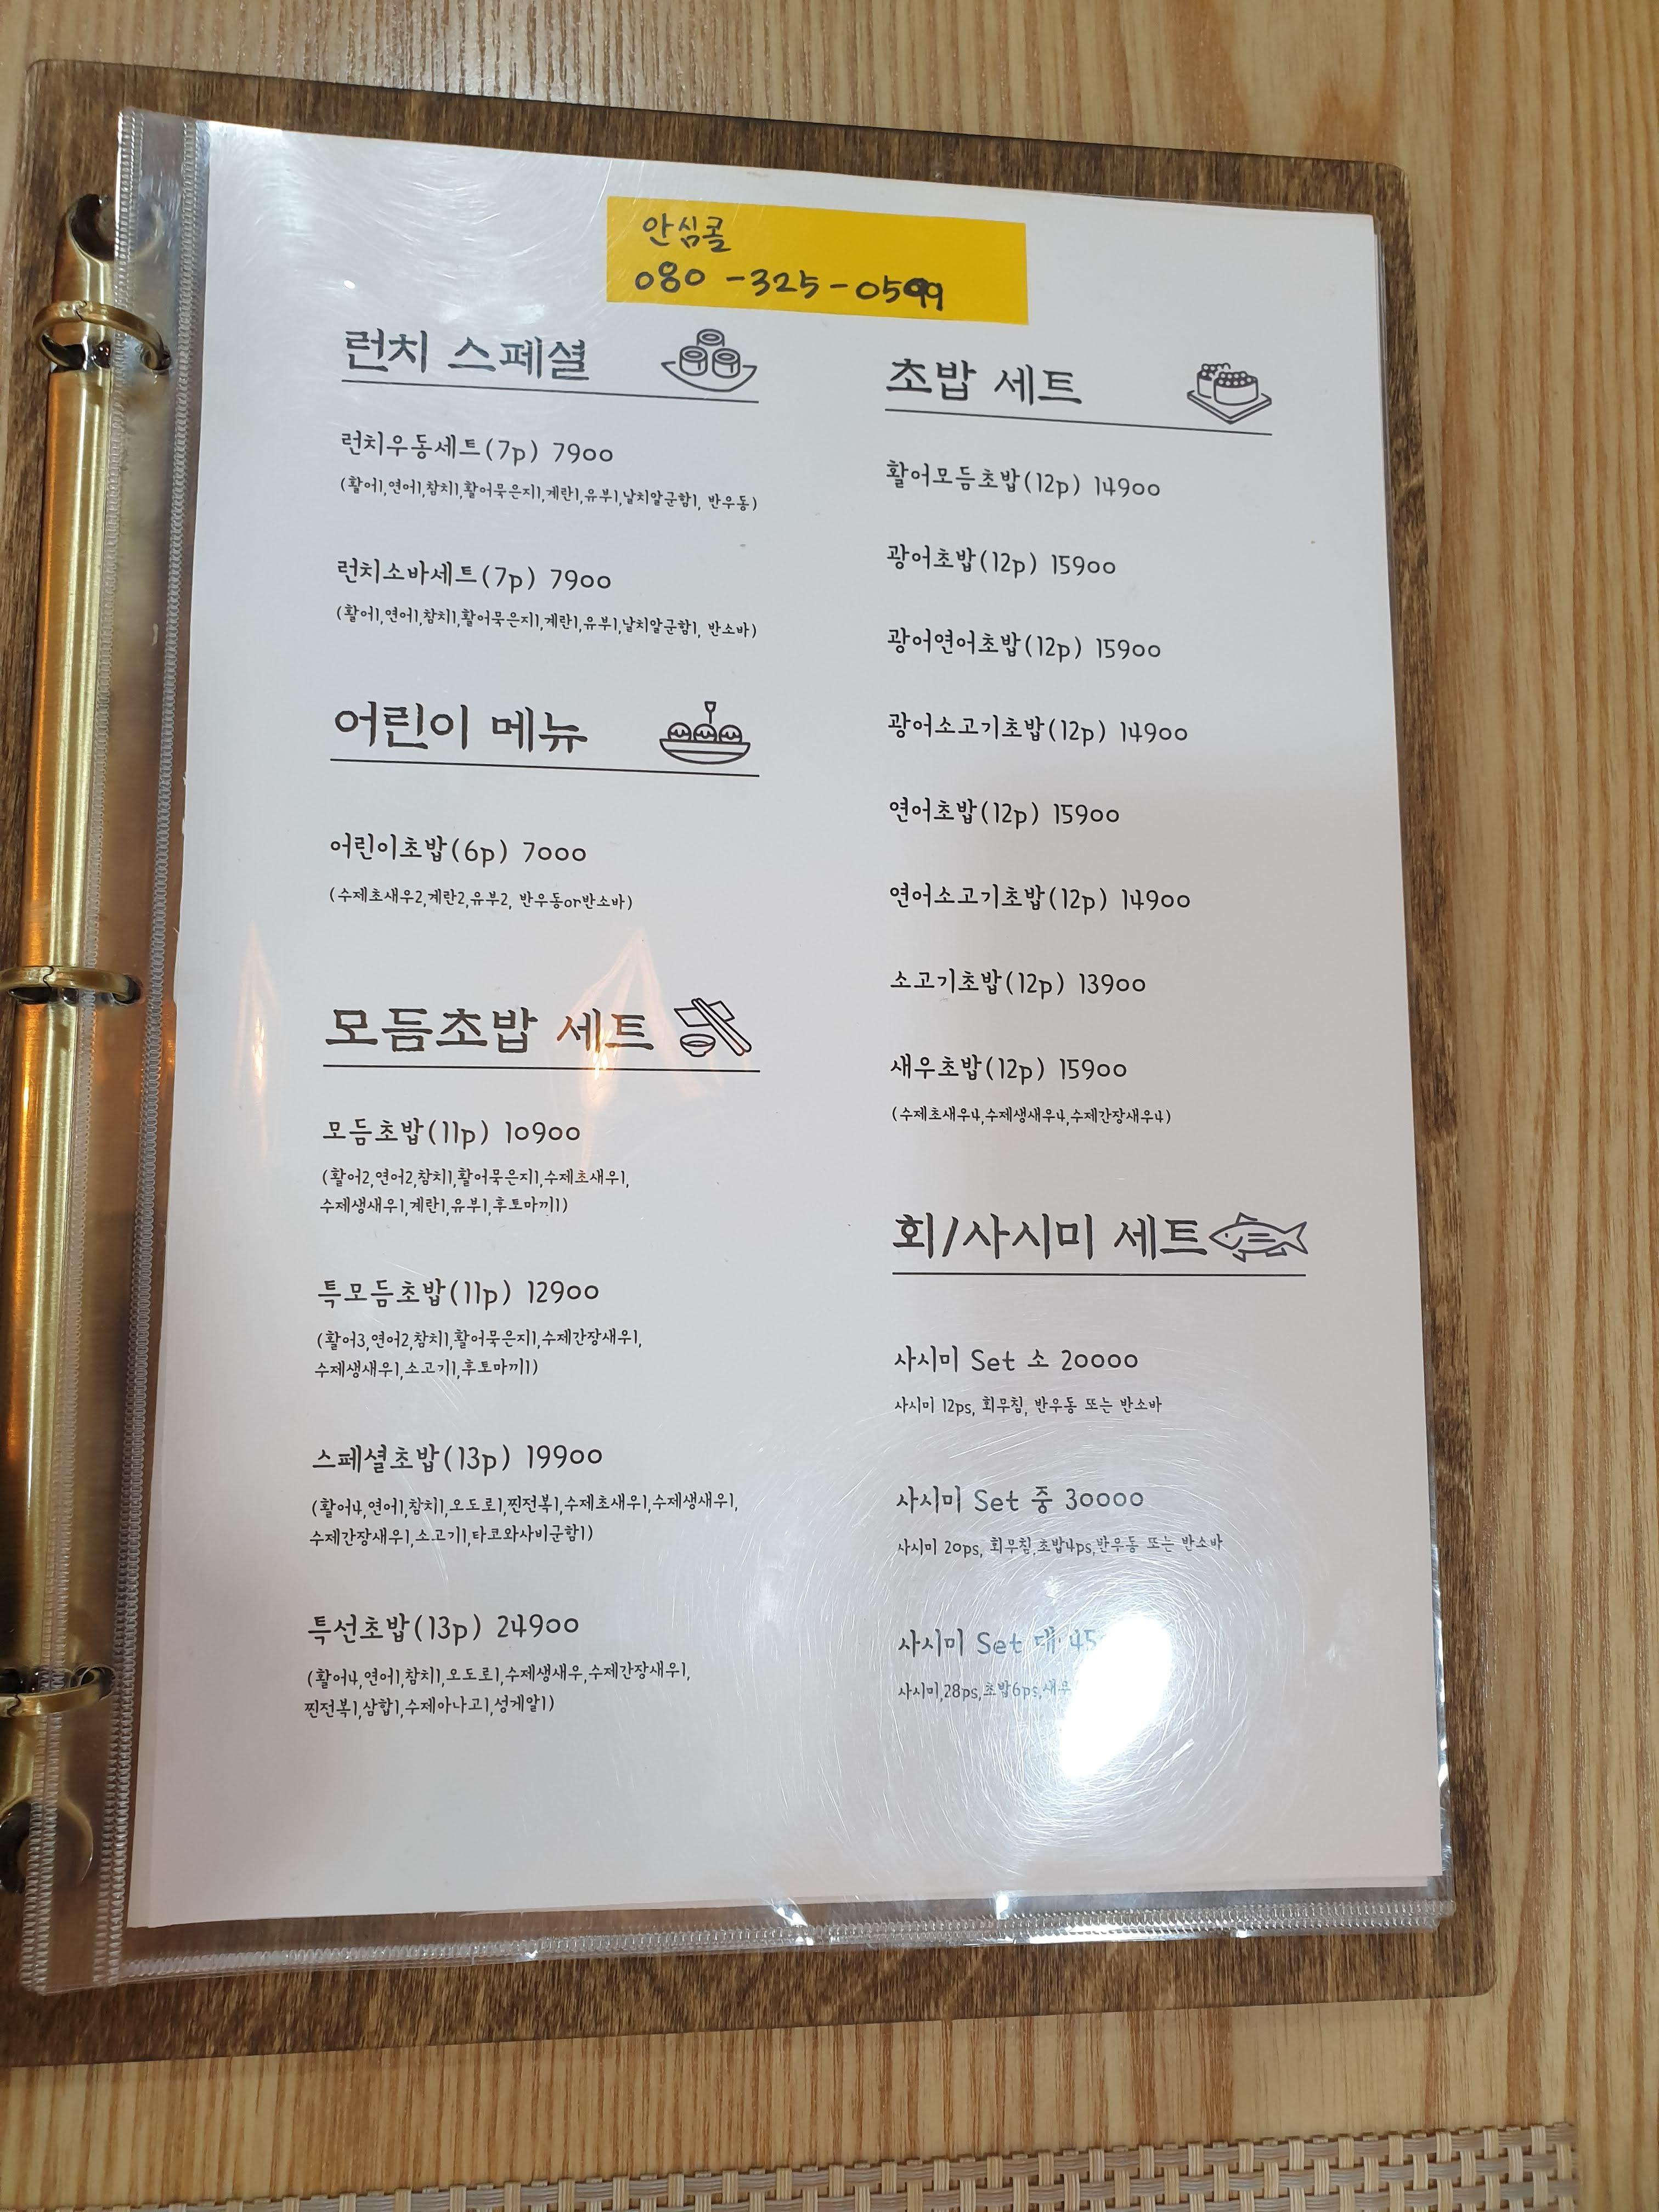 안심콜
080-325-0599
런치 스페셜
런치우동세트(7p) 7900
(활어1,연어1,참치1,활어묵은지1,계란1,유부1,날치알군함1, 반우동)
런치소바세트(7p) 7900
(활어1,연어1,참치1,활어묵은지1,계란1,유부1,날치알군함1, 반소바)
어린이 메뉴
어린이초밥(6p) 7000
(수제초새우2,계란2,유부2, 반우동or반소바)
모듬초밥 세트
모듬초밥(11p) 10900
(활어2,연어2,참치1,활어묵은지1,수제초새우1,
수제생새우1,계란1,유부1,후토마끼1)
특모듬초밥(11p) 12900
(활어3,연어2,참치1,활어묵은지1,수제간장새우1,
수제생새우1,소고기1,후토마끼1)
스페셜초밥(13p) 19900
(활어4,연어1,참치1,오도로1,찐전복1,수제초새우1,수제생새우1,
수제간장새우1,소고기1,타코와사비군함1)
특선초밥(13p) 24900
(활어4,연어1,참치1,오도로1,수제생새우,수제간장새우1,
찐전복1,삼합1,수제아나고1,성게알1)
초밥 세트
활어모듬초밥(12p) 14900
광어초밥(12p) 15900
광어연어초밥(12p) 15900
광어소고기초밥(12p) 14900
연어초밥(12p) 15900
연어소고기초밥(12p) 14900
소고기초밥(12p) 13900
새우초밥(12p) 15900
(수제초새우4,수제생새우4,수제간장새우4)
회/사시미 세트
사시미 Set 소 20000
사시미 12ps, 회무침, 반우동 또는 반소바
사시미 Set 중 30000
사시미 20ps, 회무침,초밥4ps,반우동 또는 반소바
사시미 Set 대
사시미,28ps,초밥6ps,새우